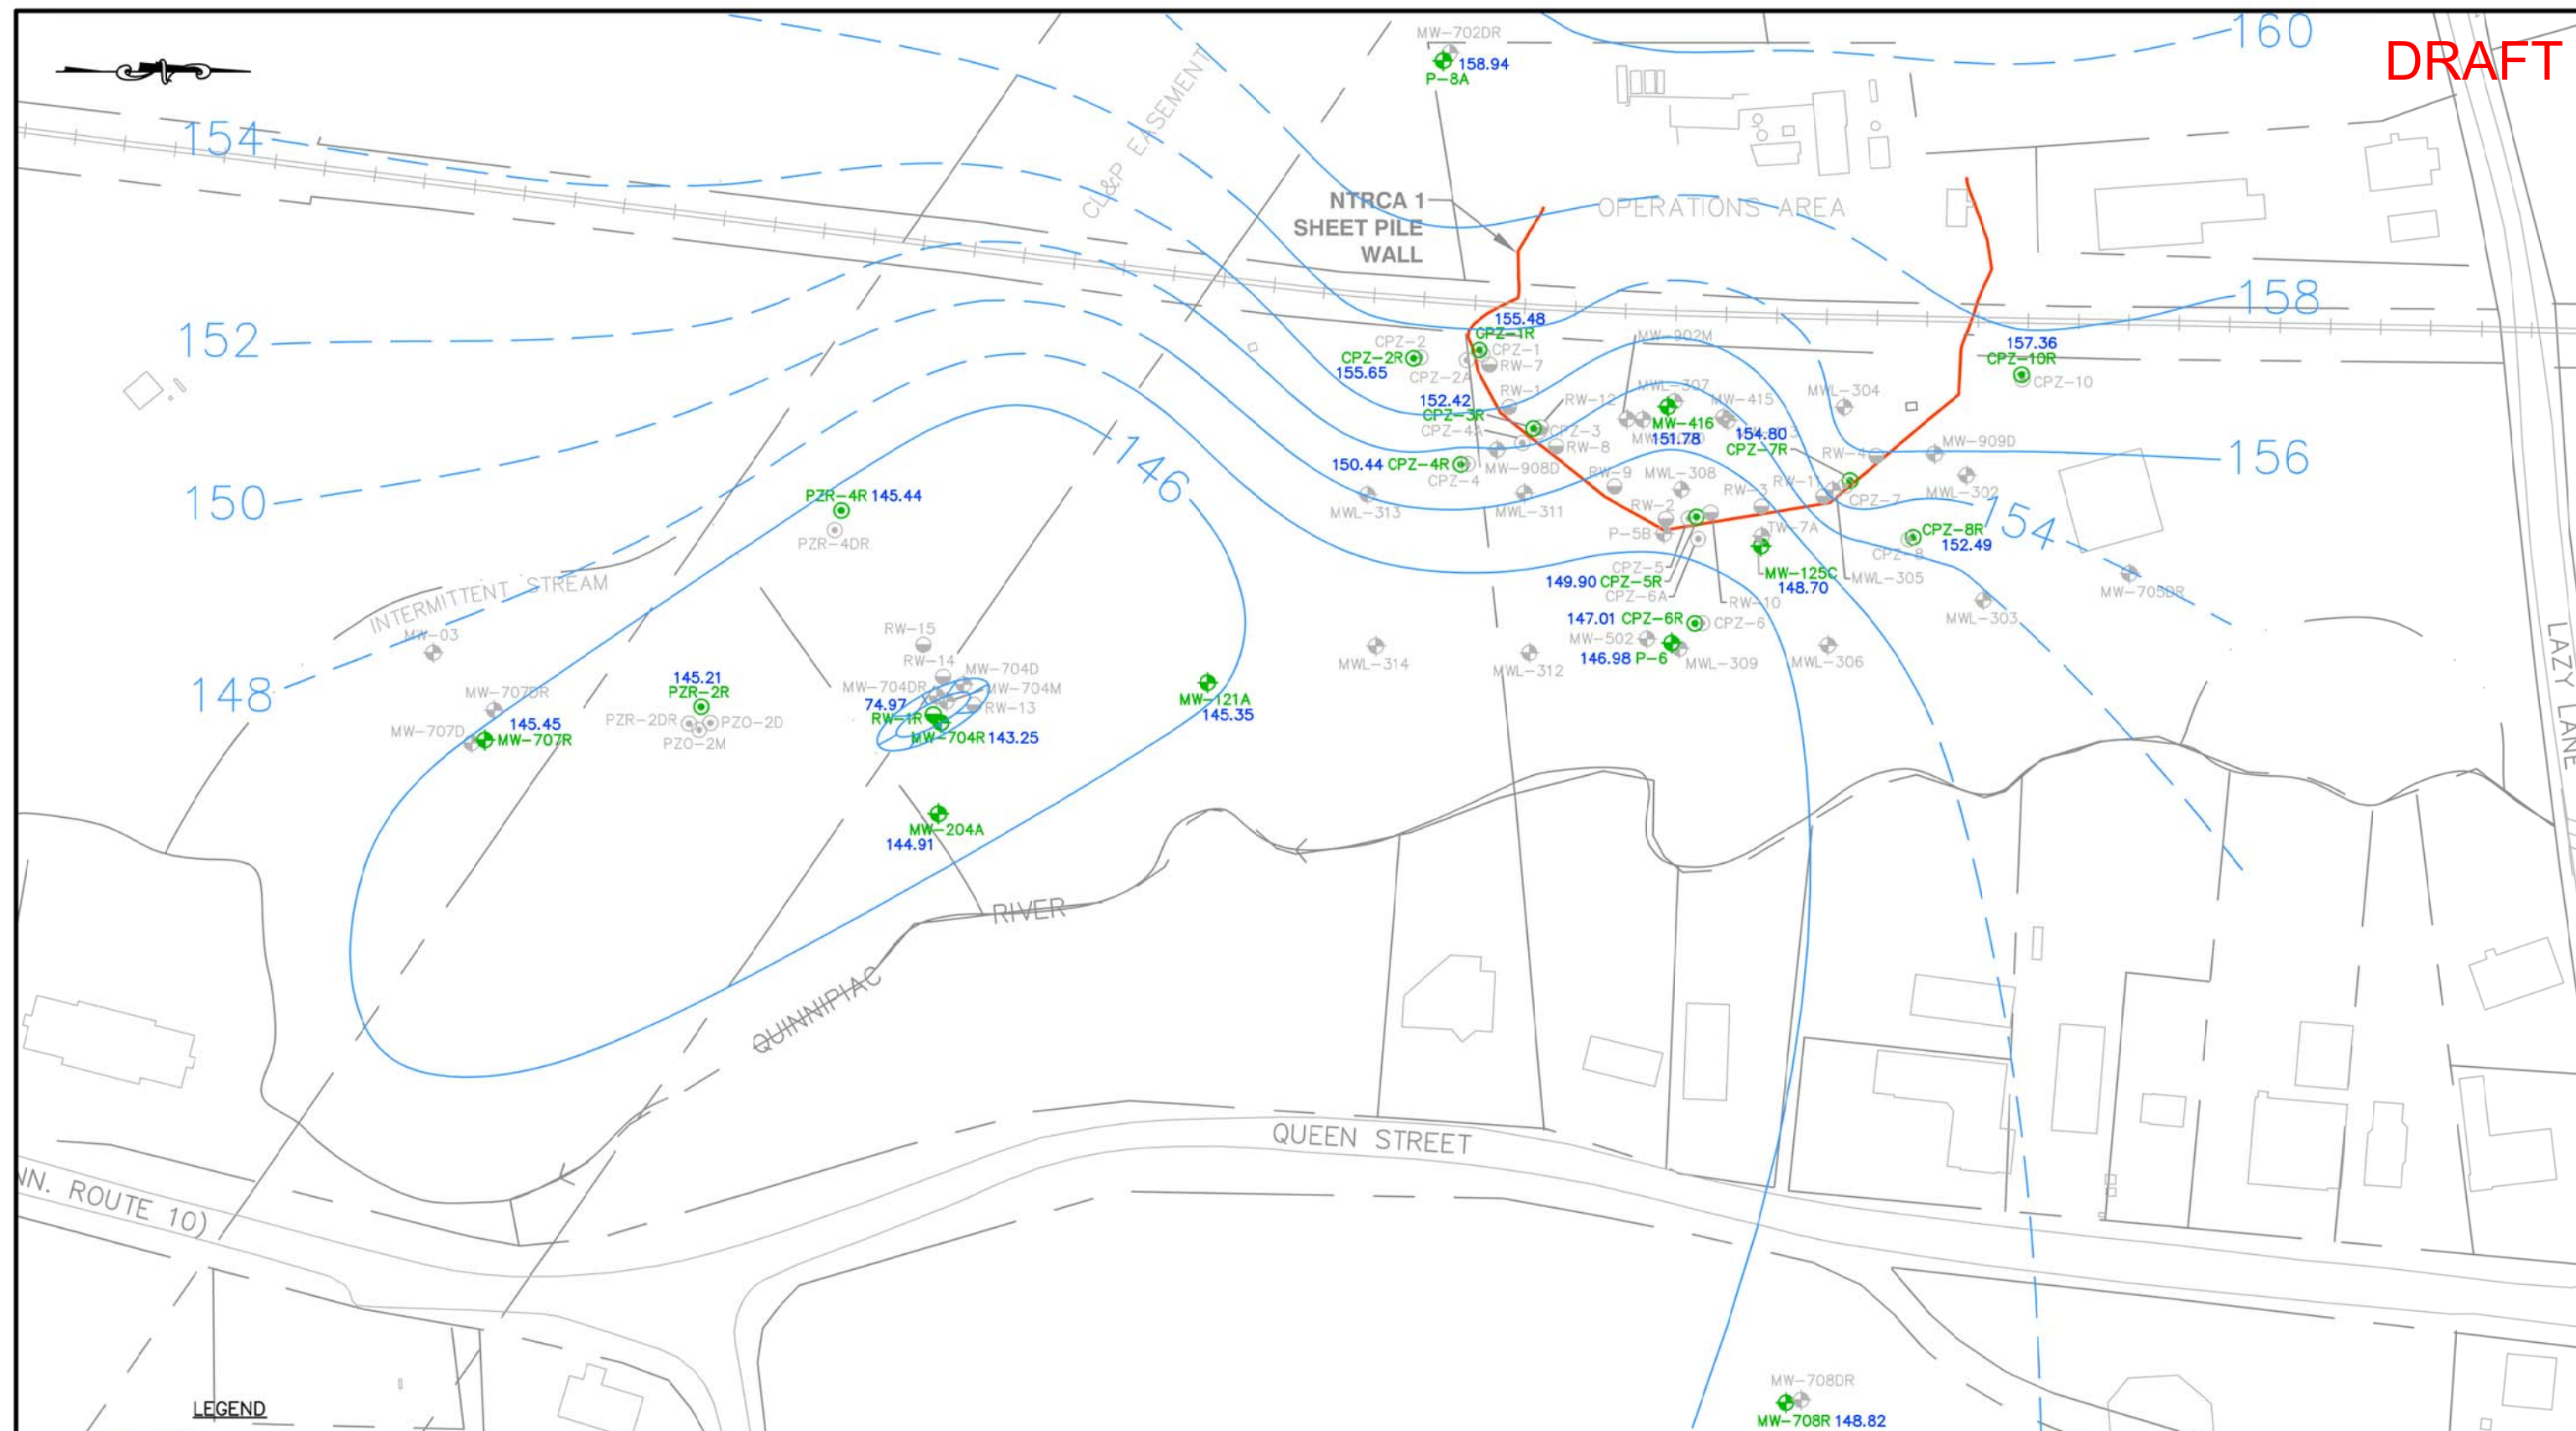 DRAFT
160
MW-702DR
158.94
P-8A
CL&P EASEMENT
154
NTRCA 1
SHEET PILE
WALL
OPERATIONS AREA
158
152
155.48
CPZ-1R
CPZ-1
RW-7
CPZ-2
CPZ-2R
155.65
CPZ-2A
MW-902M
157.36
CPZ-10R
CPZ-10
RW-1
RW-12
MWL-307
MW-415
MWL-304
152.42
CPZ-3R
CPZ-3
CPZ-4A
RW-8
MW-416
151.78
154.80
CPZ-7R
RW-4
MW-909D
156
146
150.44 CPZ-4R
MW-908D
CPZ-4
RW-9
MWL-308
RW-3
CPZ-7
MWL-302
150
PZR-4R 145.44
PZR-4DR
MWL-313
MWL-311
RW-2
P-5B
TW-7A
154
CPZ-8R
152.49
CPZ-8
CPZ-5
149.90 CPZ-5R
CPZ-6A
MW-125C
148.70
MWL-305
MW-705DR
INTERMITTENT STREAM
RW-10
MWL-303
147.01 CPZ-6R
CPZ-6
MW-03
RW-15
MW-502
146.98 P-6
MWL-309
MWL-306
MWL-314
MWL-312
LAZY LANE
148
RW-14
MW-704D
MW-704DR
MW-704M
RW-13
74.97
RW-1R
MW-704R 143.25
145.21
PZR-2R
PZR-2DR
PZO-2D
PZO-2M
MW-707DR
145.45
MW-707D
MW-707R
MW-121A
145.35
MW-204A
144.91
RIVER
QUINNIPIAC
QUEEN STREET
NN. ROUTE 10)
MW-708DR
MW-708R 148.82
LEGEND